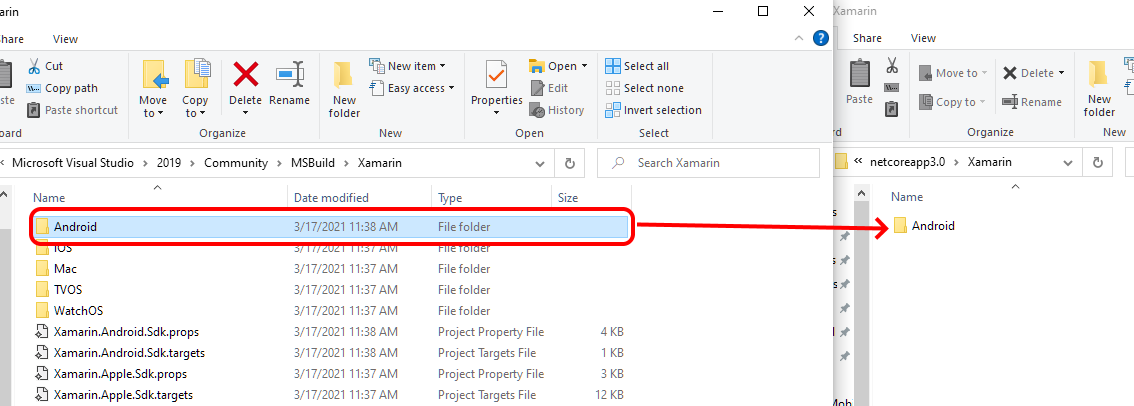 arin
Xamarin
hare
View
Share
View
Cut
Copy path
Paste shortcut
Move to
Copy to
Delete
Rename
New folder
New item
Easy access
Properties
Open
Edit
History
Select all
Select none
Invert selection
Organize
New
Open
Select
Paste
Move to
Copy to
Delete
Rename
New folder
Organize
New
« Microsoft Visual Studio > 2019 > Community > MSBuild > Xamarin
Search Xamarin
« netcoreapp3.0 > Xamarin
Name Date modified Type Size
Android 3/17/2021 11:38 AM File folder
iOS 3/17/2021 11:37 AM File folder
Mac 3/17/2021 11:37 AM File folder
TVOS 3/17/2021 11:37 AM File folder
WatchOS 3/17/2021 11:37 AM File folder
Xamarin.Android.Sdk.props 3/17/2021 11:38 AM Project Property File 4 KB
Xamarin.Android.Sdk.targets 3/17/2021 11:38 AM Project Targets File 1 KB
Xamarin.Apple.Sdk.props 3/17/2021 11:37 AM Project Property File 3 KB
Xamarin.Apple.Sdk.targets 3/17/2021 11:37 AM Project Targets File 12 KB
Name
Android